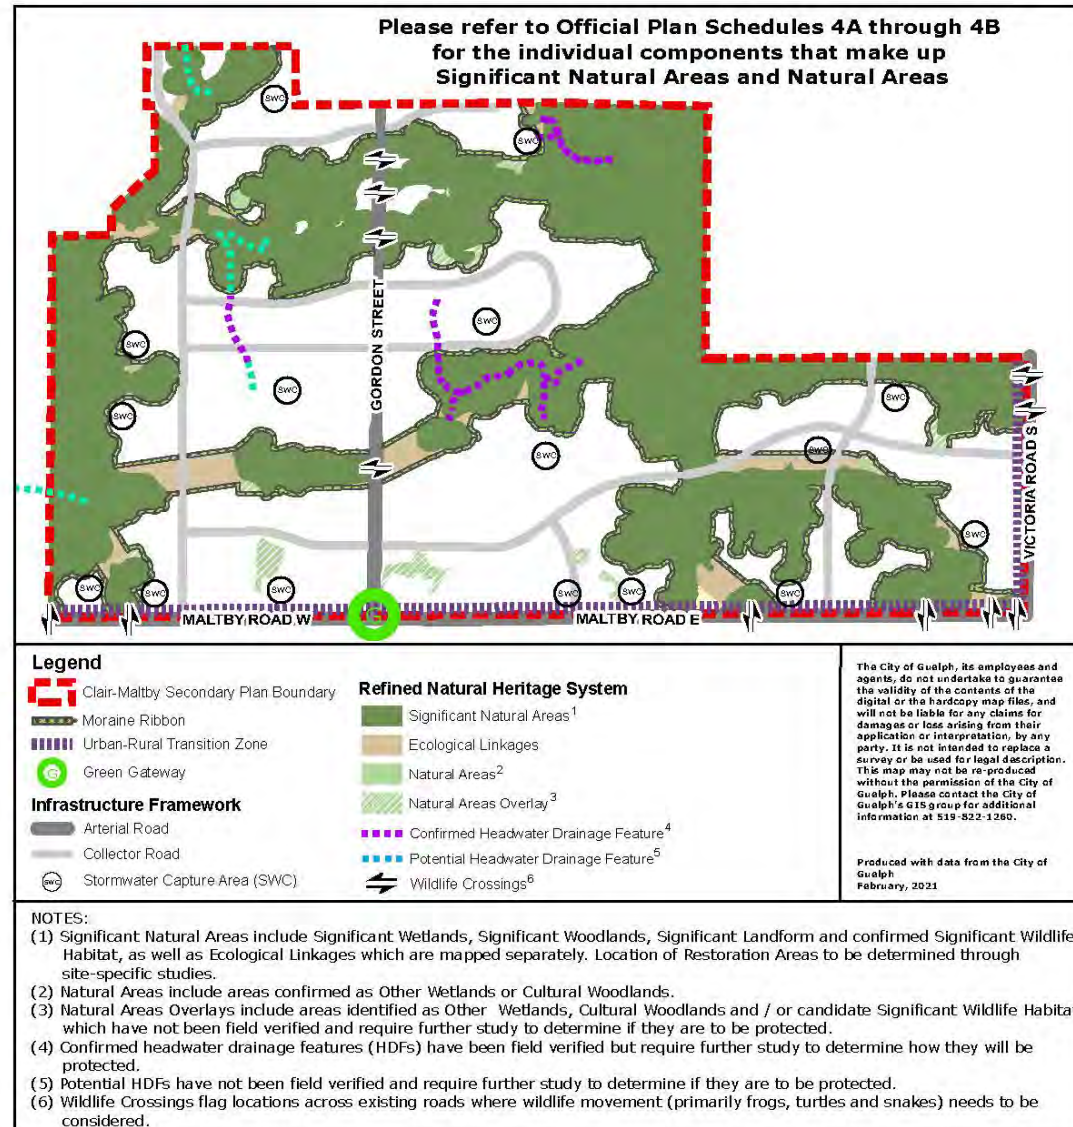 Please refer to Official Plan Schedules 4A through 4B
for the individual components that make up
Significant Natural Areas and Natural Areas
SWC
SWC
GORDON STREET
SWC
SWC
SWC
SWC
SWC
SWC
SWC
SWC
VICTORIA ROAD S
SWC
SWC
SWC
SWC
SWC
SWC
SWC
MALTBY ROAD W
G
MALTBY ROAD E
Legend
Clair-Maltby Secondary Plan Boundary
Moraine Ribbon
Urban-Rural Transition Zone
G Green Gateway
Infrastructure Framework
Arterial Road
Collector Road
SWC Stormwater Capture Area (SWC)
Refined Natural Heritage System
Significant Natural Areas1
Ecological Linkages
Natural Areas2
Natural Areas Overlay3
Confirmed Headwater Drainage Feature4
Potential Headwater Drainage Feature5
Wildlife Crossings6
The City of Guelph, its employees and
agents, do not undertake to guarantee
the validity of the contents of the
digital or the hardcopy map files, and
will not be liable for any claims for
damages or loss arising from their
application or interpretation, by any
party. It is not intended to replace a
survey or be used for legal description.
This map may not be re-produced
without the permission of the City of
Guelph. Please contact the City of
Guelph's GIS group for additional
information at 519-822-1260.
Produced with data from the City of
Guelph
February, 2021
NOTES:
(1) Significant Natural Areas include Significant Wetlands, Significant Woodlands, Significant Landform and confirmed Significant Wildlife
Habitat, as well as Ecological Linkages which are mapped separately. Location of Restoration Areas to be determined through
site-specific studies.
(2) Natural Areas include areas confirmed as Other Wetlands or Cultural Woodlands.
(3) Natural Areas Overlays include areas identified as Other Wetlands, Cultural Woodlands and / or candidate Significant Wildlife Habita
which have not been field verified and require further study to determine if they are to be protected.
(4) Confirmed headwater drainage features (HDFs) have been field verified but require further study to determine how they will be
protected.
(5) Potential HDFs have not been field verified and require further study to determine if they are to be protected.
(6) Wildlife Crossings flag locations across existing roads where wildlife movement (primarily frogs, turtles and snakes) needs to be
considered.